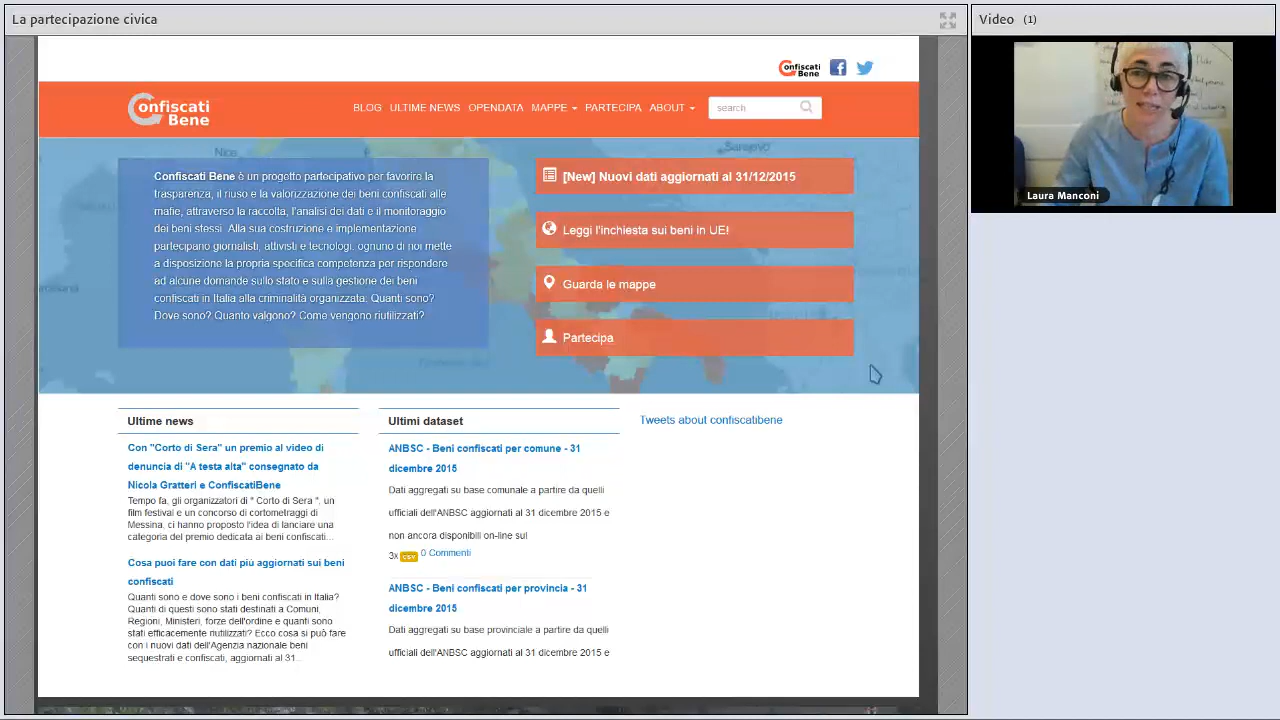 La partecipazione civica
Video (1)
Confiscati
Bene
Confiscati
Bene
BLOG ULTIME NEWS OPENDATA MAPPE PARTECIPA ABOUT search
Laura Manconi
Nice
Sarajevo
Confiscati Bene è un progetto partecipativo per favorire la
trasparenza, il riuso e la valorizzazione dei beni confiscati alle
mafie, attraverso la raccolta, l'analisi dei dati e il monitoraggio
dei beni stessi. Alla sua costruzione e implementazione
partecipano giornalisti, attivisti e tecnologi: ognuno di noi mette
a disposizione la propria specifica competenza per rispondere
ad alcune domande sullo stato e sulla gestione dei beni
confiscati in Italia alla criminalità organizzata: Quanti sono?
Dove sono? Quanto valgono? Come vengono riutilizzati?
[New] Nuovi dati aggiornati al 31/12/2015
Leggi l'inchiesta sui beni in UE!
Guarda le mappe
Partecipa
Ultime news
Con "Corto di Sera" un premio al video di
denuncia di "A testa alta" consegnato da
Nicola Gratteri e ConfiscatiBene
Tempo fa, gli organizzatori di " Corto di Sera ", un
film festival e un concorso di cortometraggi di
Messina, ci hanno proposto l'idea di lanciare una
categoria del premio dedicata ai beni confiscati...
Cosa puoi fare con dati più aggiornati sui beni
confiscati
Quanti sono e dove sono i beni confiscati in Italia?
Quanti di questi sono stati destinati a Comuni,
Regioni, Ministeri, forze dell'ordine e quanti sono
stati efficacemente riutilizzati? Ecco cosa si può fare
con i nuovi dati dell'Agenzia nazionale beni
sequestrati e confiscati, aggiornati al 31...
Ultimi dataset
ANBSC - Beni confiscati per comune - 31
dicembre 2015
Dati aggregati su base comunale a partire da quelli
ufficiali dell'ANBSC aggiornati al 31 dicembre 2015 e
non ancora disponibili on-line sul
3x CSV 0 Commenti
ANBSC - Beni confiscati per provincia - 31
dicembre 2015
Dati aggregati su base provinciale a partire da quelli
ufficiali dell'ANBSC aggiornati al 31 dicembre 2015 e
Tweets about confiscatibene